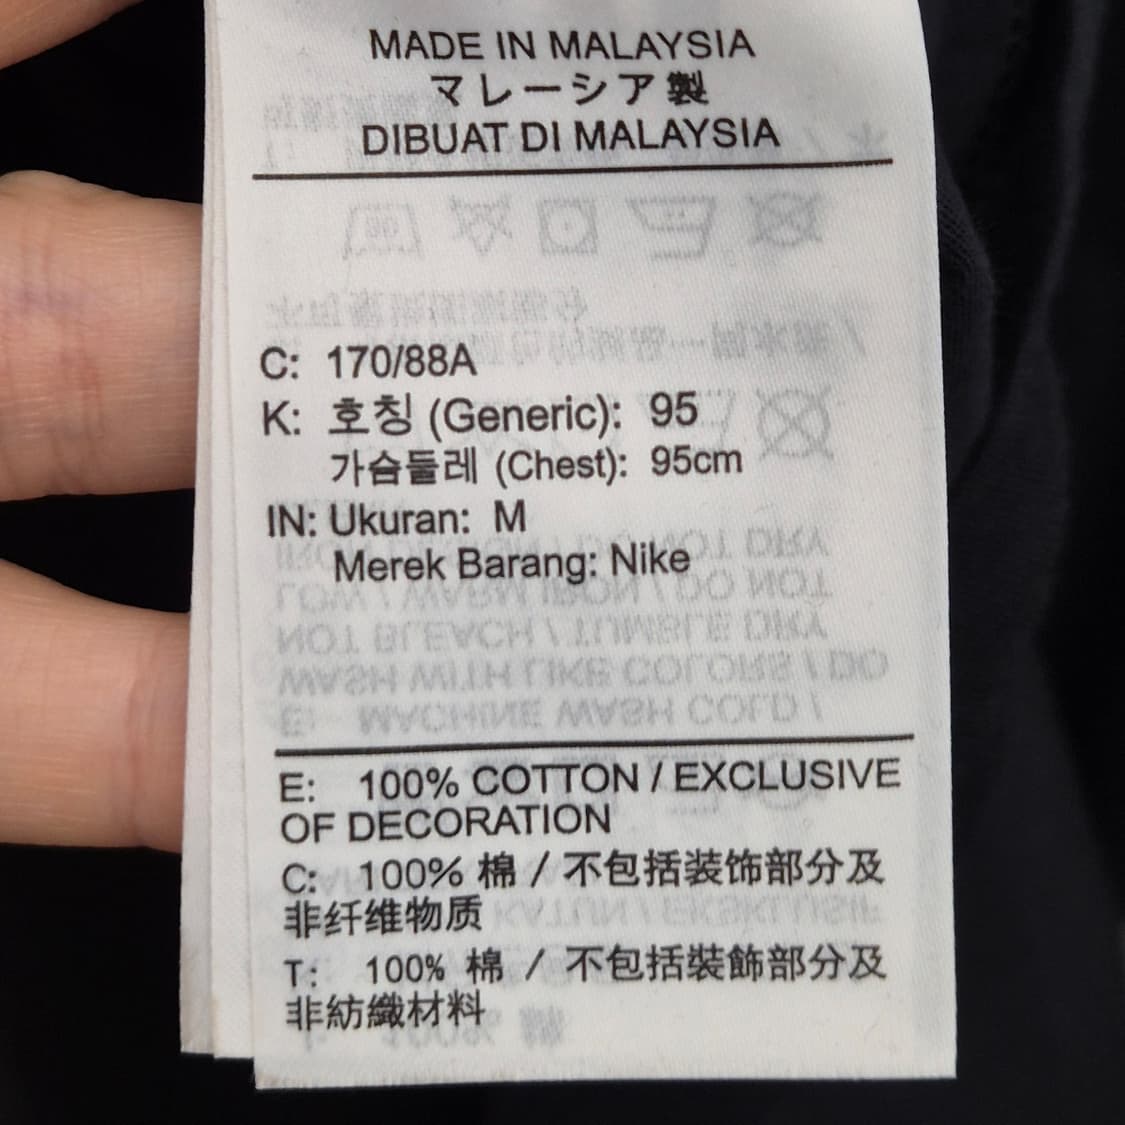 MADE IN MALAYSIA
マレーシア製
DIBUAT DI MALAYSIA
C: 170/88A
K: 호칭 (Generic): 95
가슴둘레 (Chest): 95cm
IN: Ukuran: M
Merek Barang: Nike
E: 100% COTTON / EXCLUSIVE
OF DECORATION
C: 100% 棉 / 不包括装饰部分及
非纤维物质
T: 100% 棉 / 不包括裝飾部分及
非紡織材料